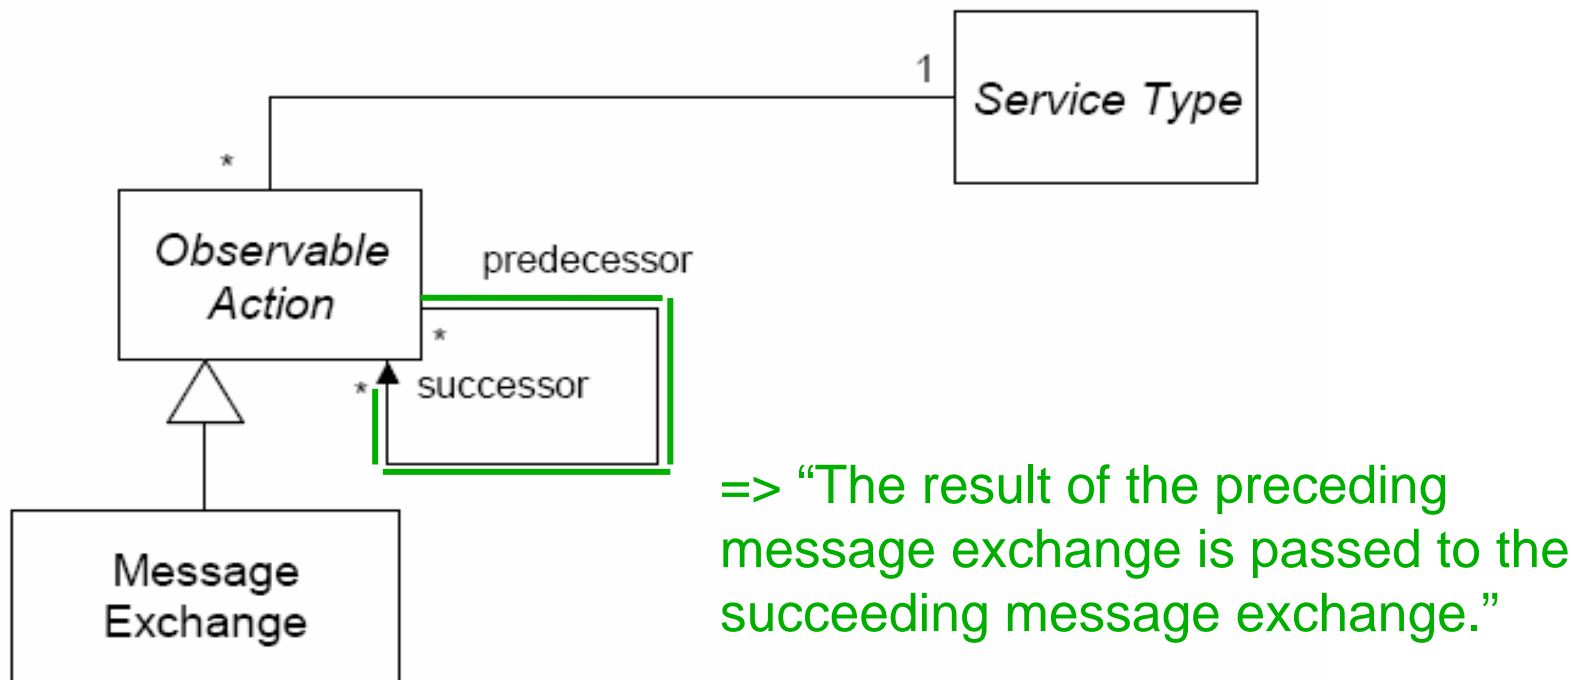 1
Service Type
*
Observable
Action
predecessor
*
*
successor
=> “The result of the preceding
message exchange is passed to the
succeeding message exchange.”
Message
Exchange